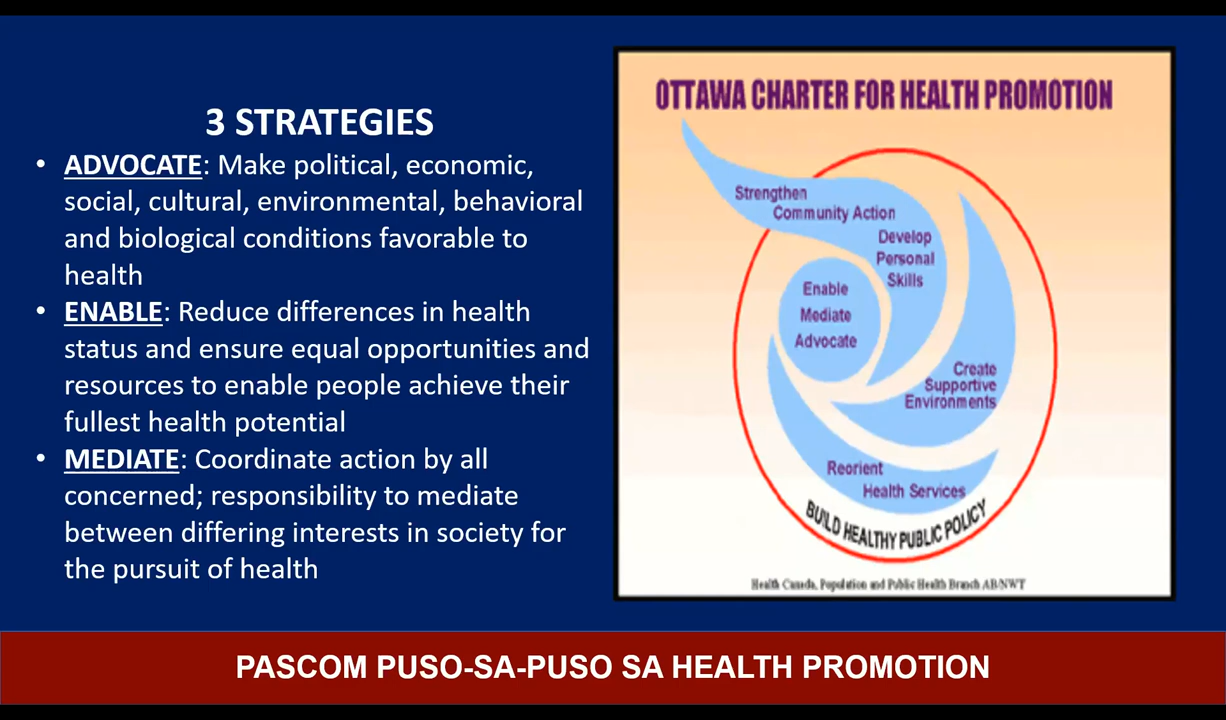 3 STRATEGIES
• ADVOCATE: Make political, economic,
social, cultural, environmental, behavioral
and biological conditions favorable to
health
• ENABLE: Reduce differences in health
status and ensure equal opportunities and
resources to enable people achieve their
fullest health potential
• MEDIATE: Coordinate action by all
concerned; responsibility to mediate
between differing interests in society for
the pursuit of health
OTTAWA CHARTER FOR HEALTH PROMOTION
Strengthen
Community Action
Develop
Personal
Skills
Enable
Mediate
Advocate
Create
Supportive
Environments
Reorient
Health Services
BUILD HEALTHY PUBLIC POLICY
Health Canada, Population and Public Health Branch AB/NWT
PASCOM PUSO-SA-PUSO SA HEALTH PROMOTION